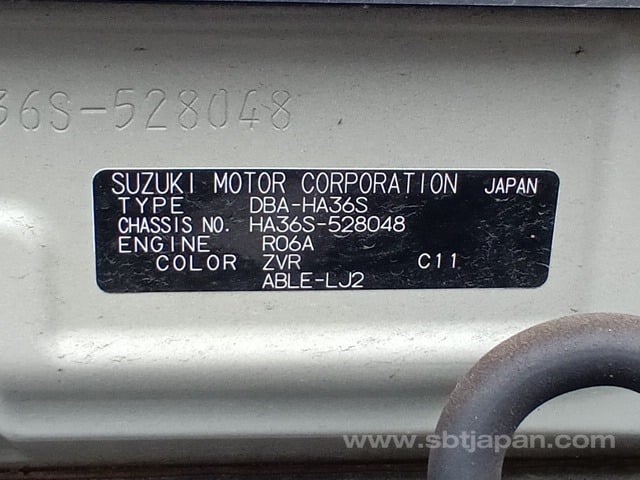 36S-528048
SUZUKI MOTOR CORPORATION JAPAN
TYPE DBA-HA36S
CHASSIS NO. HA36S-528048
ENGINE R06A
COLOR ZVR C11
ABLE-LJ2
www.sbtjapan.com